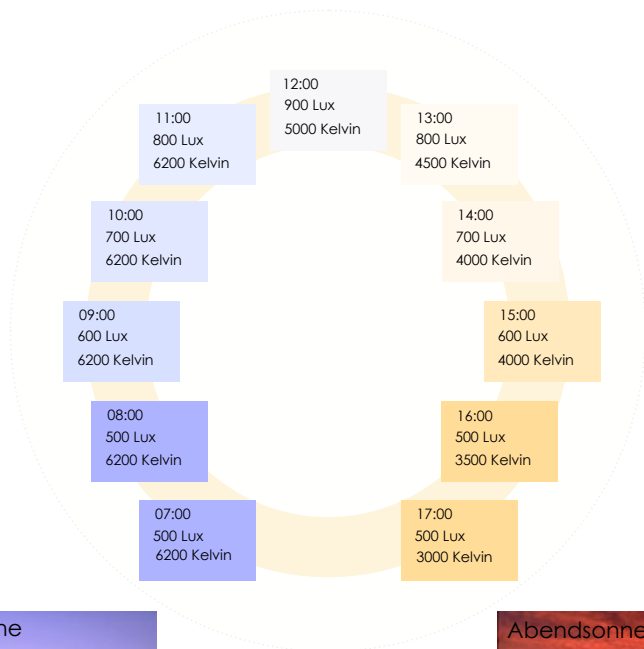 12:00
900 Lux
5000 Kelvin
11:00
800 Lux
6200 Kelvin
13:00
800 Lux
4500 Kelvin
10:00
700 Lux
6200 Kelvin
14:00
700 Lux
4000 Kelvin
09:00
600 Lux
6200 Kelvin
15:00
600 Lux
4000 Kelvin
08:00
500 Lux
6200 Kelvin
16:00
500 Lux
3500 Kelvin
07:00
500 Lux
6200 Kelvin
17:00
500 Lux
3000 Kelvin
Abendsonne